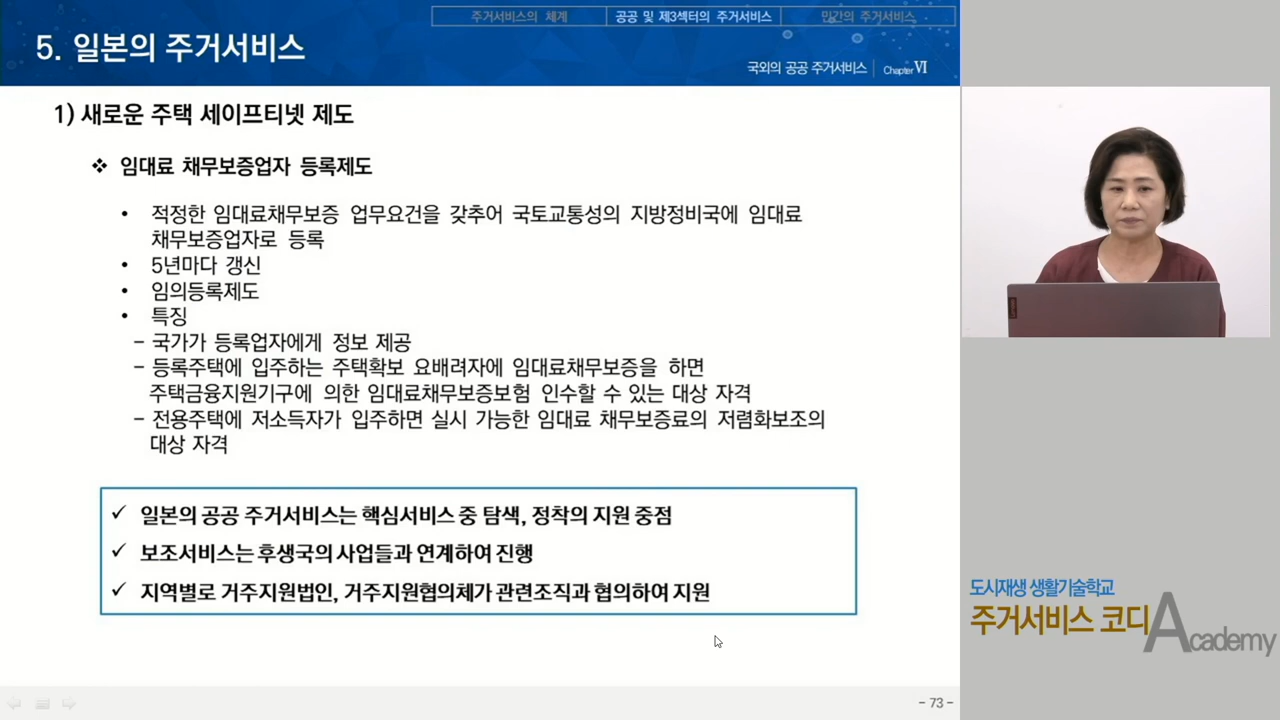 주거서비스의 체계
공공 및 제3섹터의 주거서비스
민간의 주거서비스
5. 일본의 주거서비스
국외의 공공 주거서비스
Chapter Ⅵ
1) 새로운 주택 세이프티넷 제도
❖ 임대료 채무보증업자 등록제도
• 적정한 임대료채무보증 업무요건을 갖추어 국토교통성의 지방정비국에 임대료
채무보증업자로 등록
• 5년마다 갱신
• 임의등록제도
• 특징
– 국가가 등록업자에게 정보 제공
– 등록주택에 입주하는 주택확보 요배려자에 임대료채무보증을 하면
주택금융지원기구에 의한 임대료채무보증보험 인수할 수 있는 대상 자격
– 전용주택에 저소득자가 입주하면 실시 가능한 임대료 채무보증료의 저렴화보조의
대상 자격
✓ 일본의 공공 주거서비스는 핵심서비스 중 탐색, 정착의 지원 중점
✓ 보조서비스는 후생국의 사업들과 연계하여 진행
✓ 지역별로 거주지원법인, 거주지원협의체가 관련조직과 협의하여 지원
- 73 -
도시재생 생활기술학교
주거서비스 코디 Academy